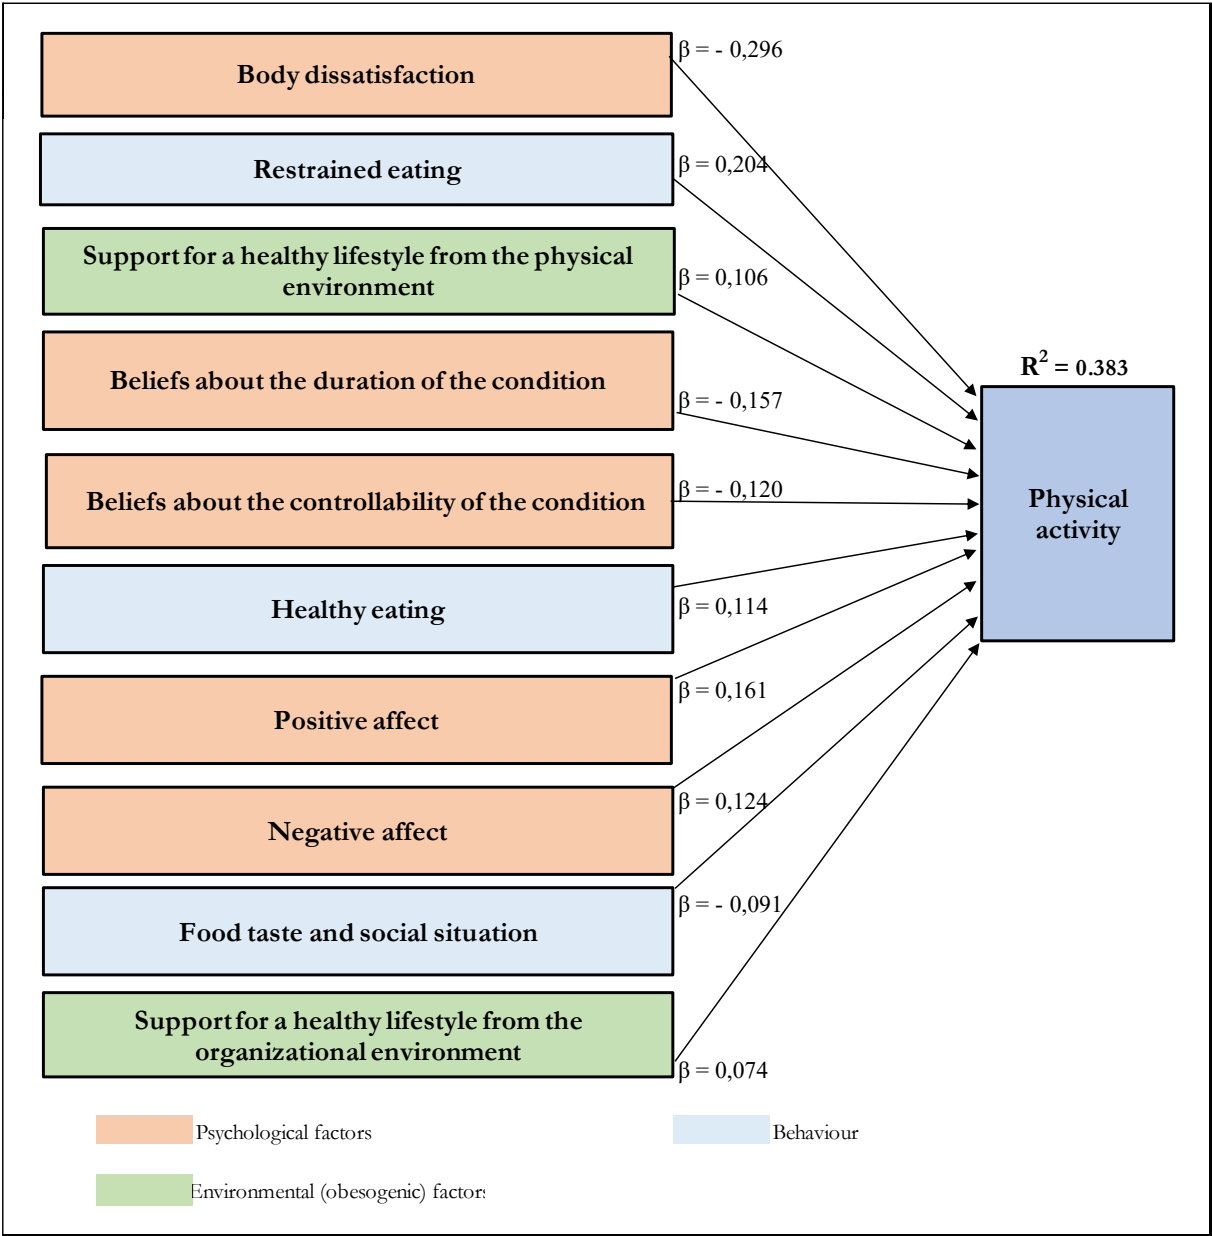 β = - 0,296
Body dissatisfaction
β = 0,204
Restrained eating
Support for a healthy lifestyle from the physical
environment
β = 0,106
R² = 0.383
Beliefs about the duration of the condition
β = - 0,157
β = - 0,120
Beliefs about the controllability of the condition
Physical
activity
Healthy eating
β = 0,114
β = 0,161
Positive affect
β = 0,124
Negative affect
β = - 0,091
Food taste and social situation
Support for a healthy lifestyle from the
organizational environment
β = 0,074
Psychological factors
Behaviour
Environmental (obesogenic) factors